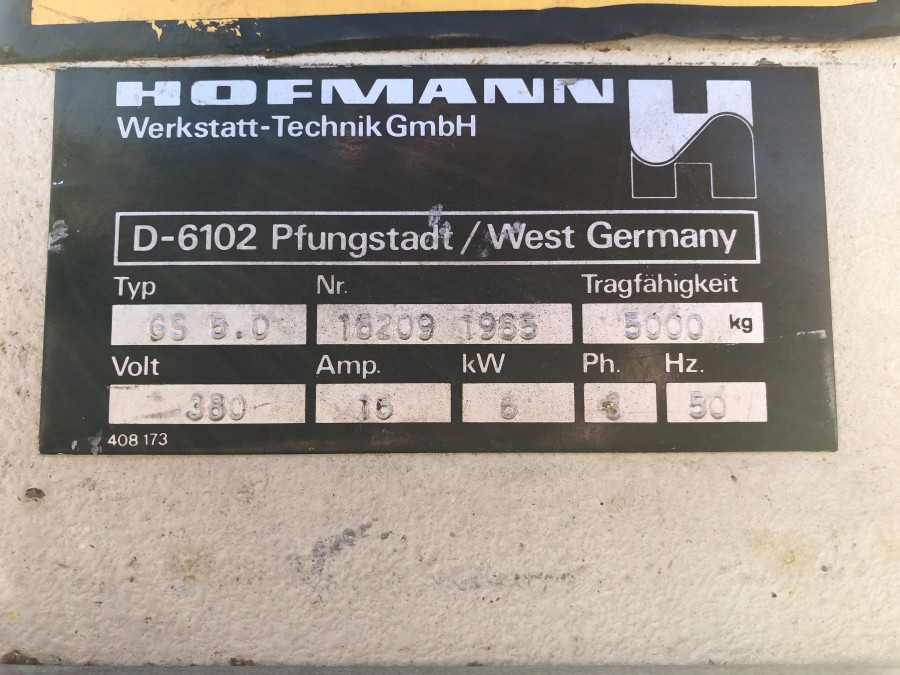 HOFMANN
Werkstatt-Technik GmbH
D-6102 Pfungstadt / West Germany
Typ Nr. Tragfähigkeit
GS 5.0 16209 1985 5000 kg
Volt Amp. kW Ph. Hz.
380 16 6 3 50
408 173